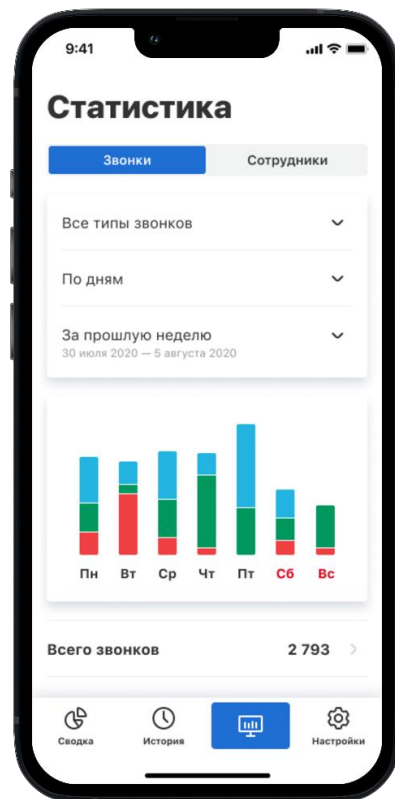 9:41
Статистика
Звонки Сотрудники
Все типы звонков
По дням
За прошлую неделю
30 июля 2020 — 5 августа 2020
Пн Вт Ср Чт Пт Сб Вс
Всего звонков 2 793
Сводка История Настройки